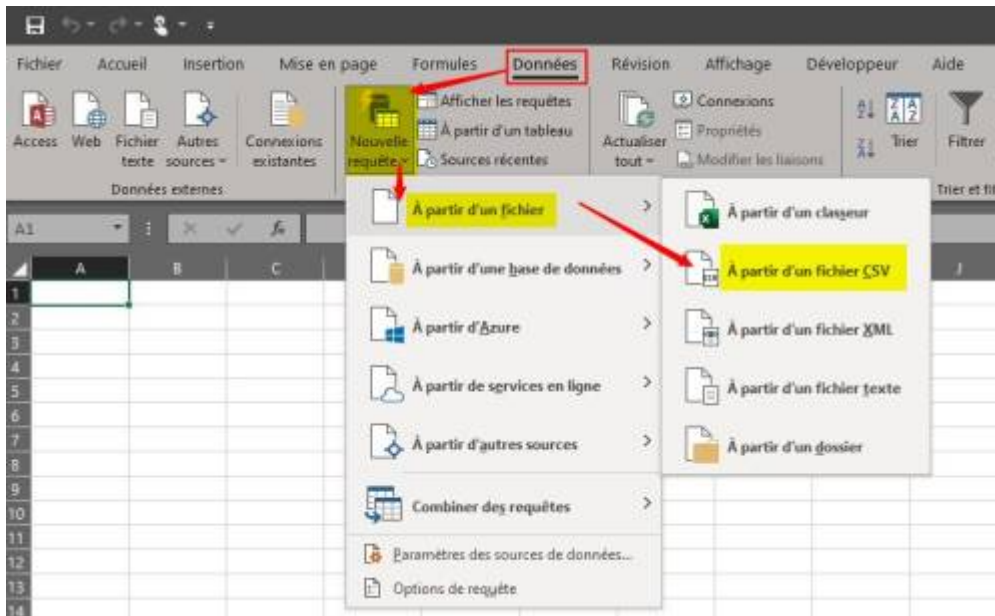 Fichier Accueil Insertion Mise en page Formules Données Révision Affichage Développeur Aide
Access Web Fichier texte Autres sources Connexions existantes
Données externes
Nouvelle requête
Afficher les requêtes
À partir d'un tableau
Sources récentes
Actualiser tout
Connexions
Propriétés
Modifier les liaisons
Trier Filtrer
Trier et fil
A1 fx
A B C J
1
2
3
4
5
6
7
8
9
10
11
12
13
14
À partir d'un fichier
À partir d'une base de données
À partir d'Azure
À partir de services en ligne
À partir d'autres sources
Combiner des requêtes
Paramètres des sources de données...
Options de requête
À partir d'un classeur
À partir d'un fichier CSV
À partir d'un fichier XML
À partir d'un fichier texte
À partir d'un dossier